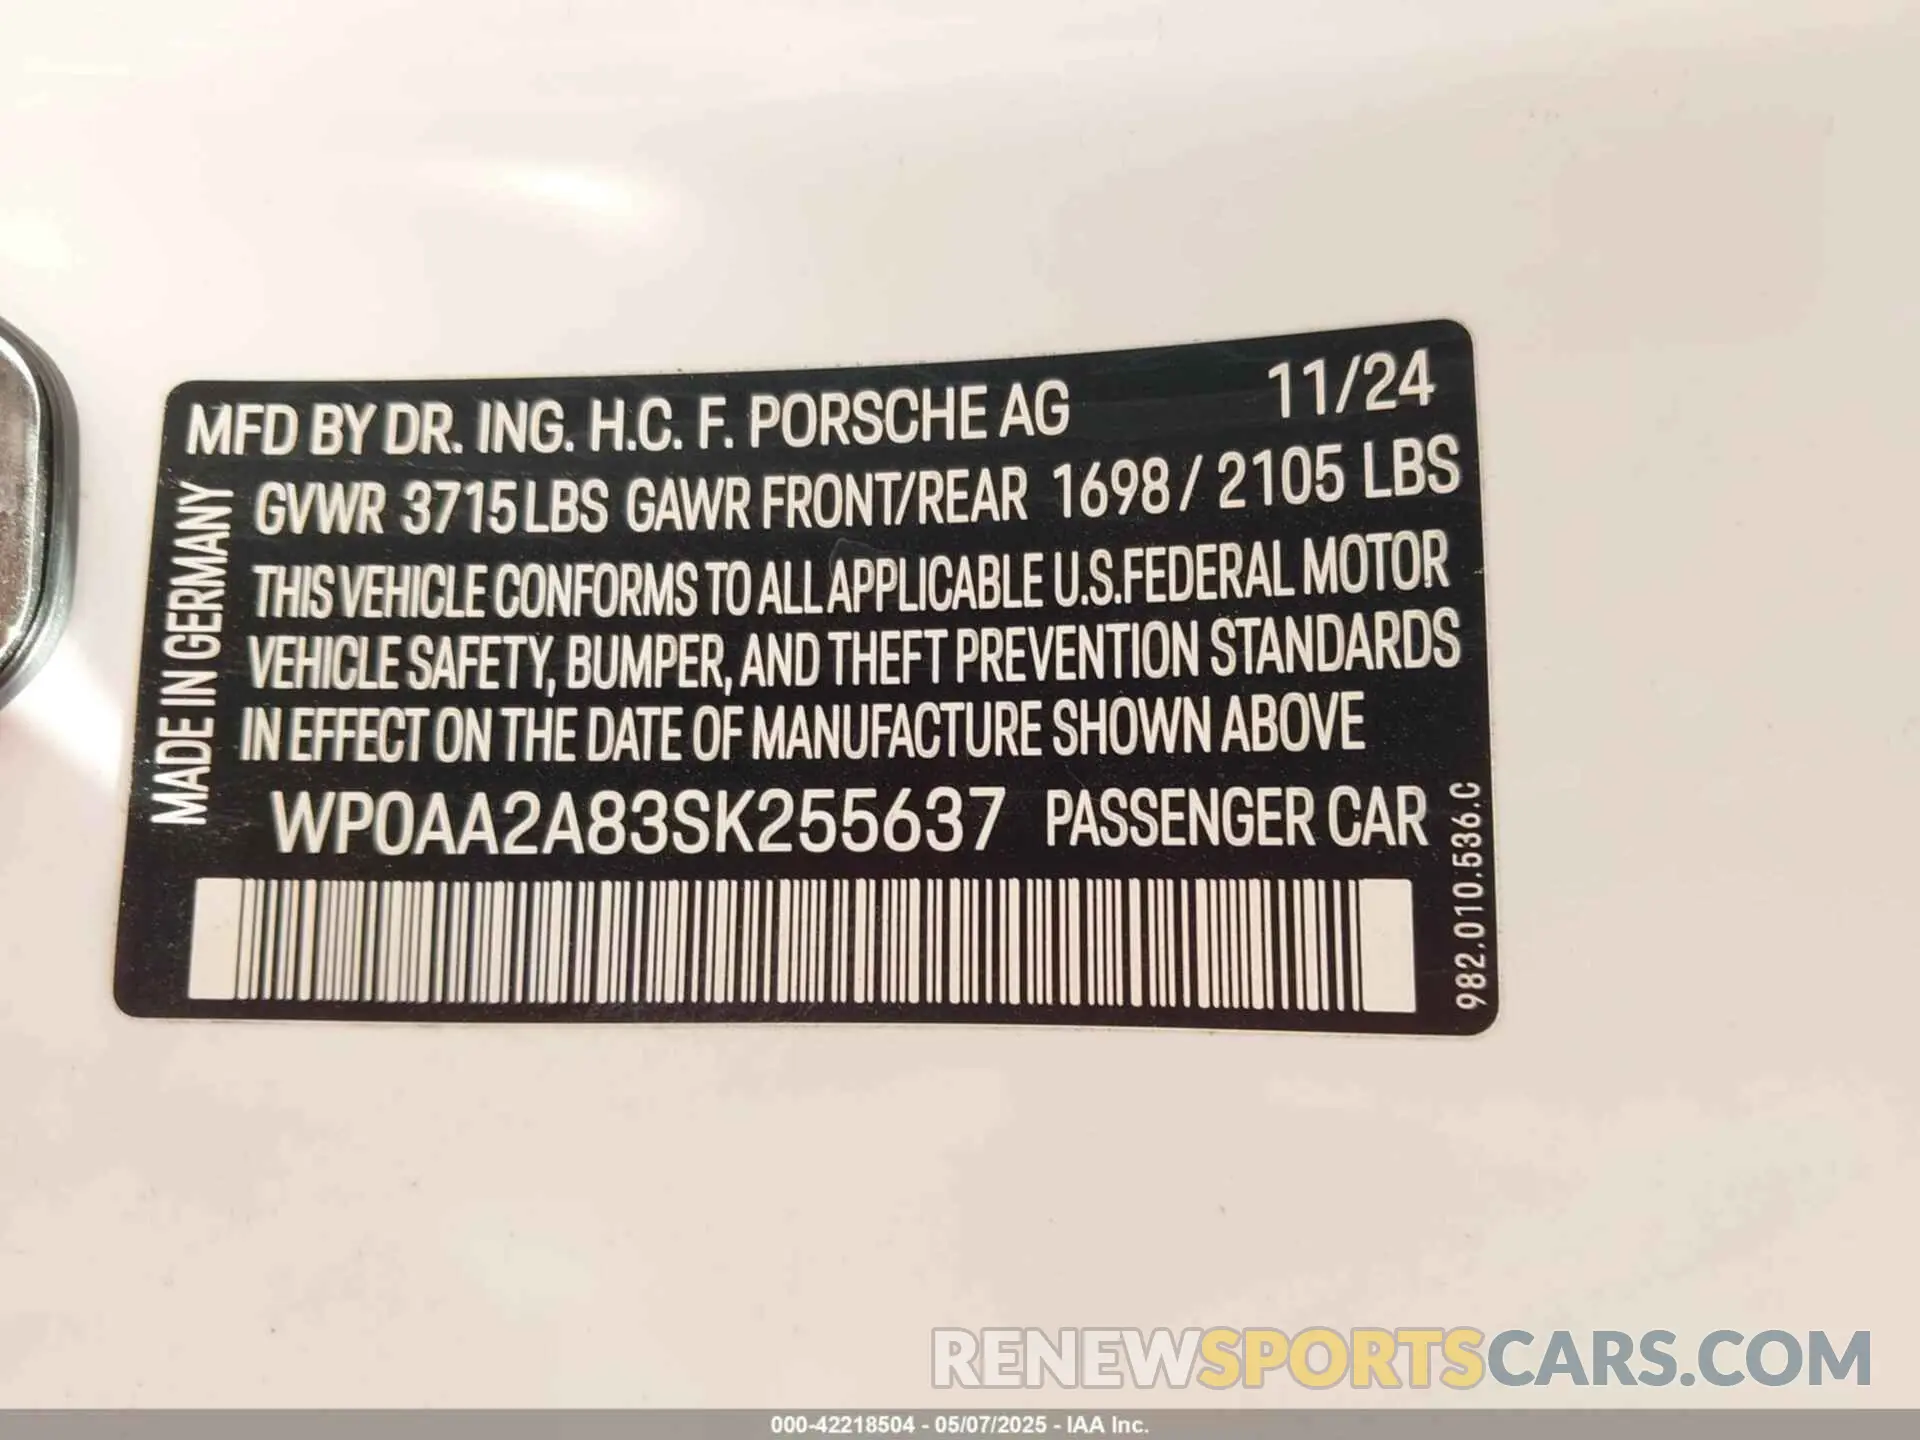 MFD BY DR. ING. H.C. F. PORSCHE AG 11/24
GVWR 3715 LBS GAWR FRONT/REAR 1698 / 2105 LBS
THIS VEHICLE CONFORMS TO ALL APPLICABLE U.S.FEDERAL MOTOR
VEHICLE SAFETY, BUMPER, AND THEFT PREVENTION STANDARDS
IN EFFECT ON THE DATE OF MANUFACTURE SHOWN ABOVE
WP0AA2A83SK255637 PASSENGER CAR
MADE IN GERMANY
982.010.536.C
RENEWSPORTSCARS.COM
000-42218504 - 05/07/2025 - IAA Inc.